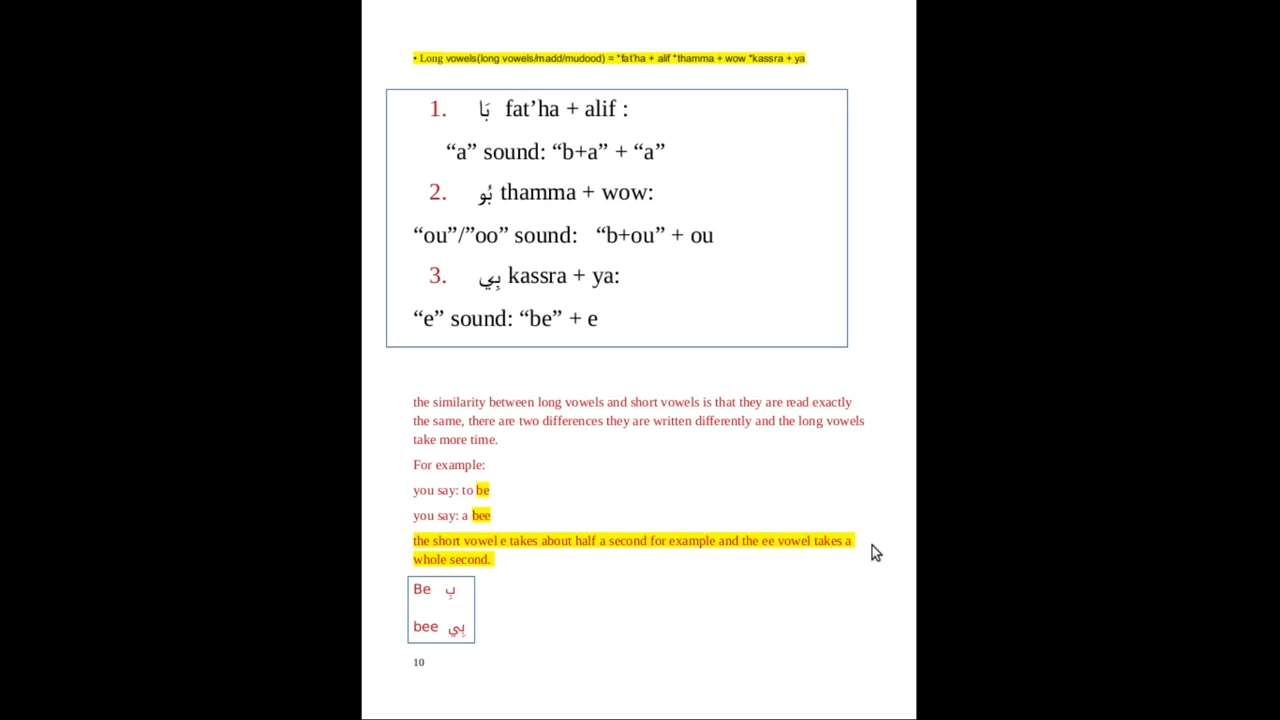 • Long vowels(long vowels/madd/mudood) = *fat'ha + alif *thamma + wow *kassra + ya
1. بَا fat’ha + alif :
“a” sound: “b+a” + “a”
2. بُو thamma + wow:
“ou”/”oo” sound: “b+ou” + ou
3. بِي kassra + ya:
“e” sound: “be” + e
the similarity between long vowels and short vowels is that they are read exactly
the same, there are two differences they are written differently and the long vowels
take more time.
For example:
you say: to be
you say: a bee
the short vowel e takes about half a second for example and the ee vowel takes a
whole second.
Be بِ
bee بِي
10